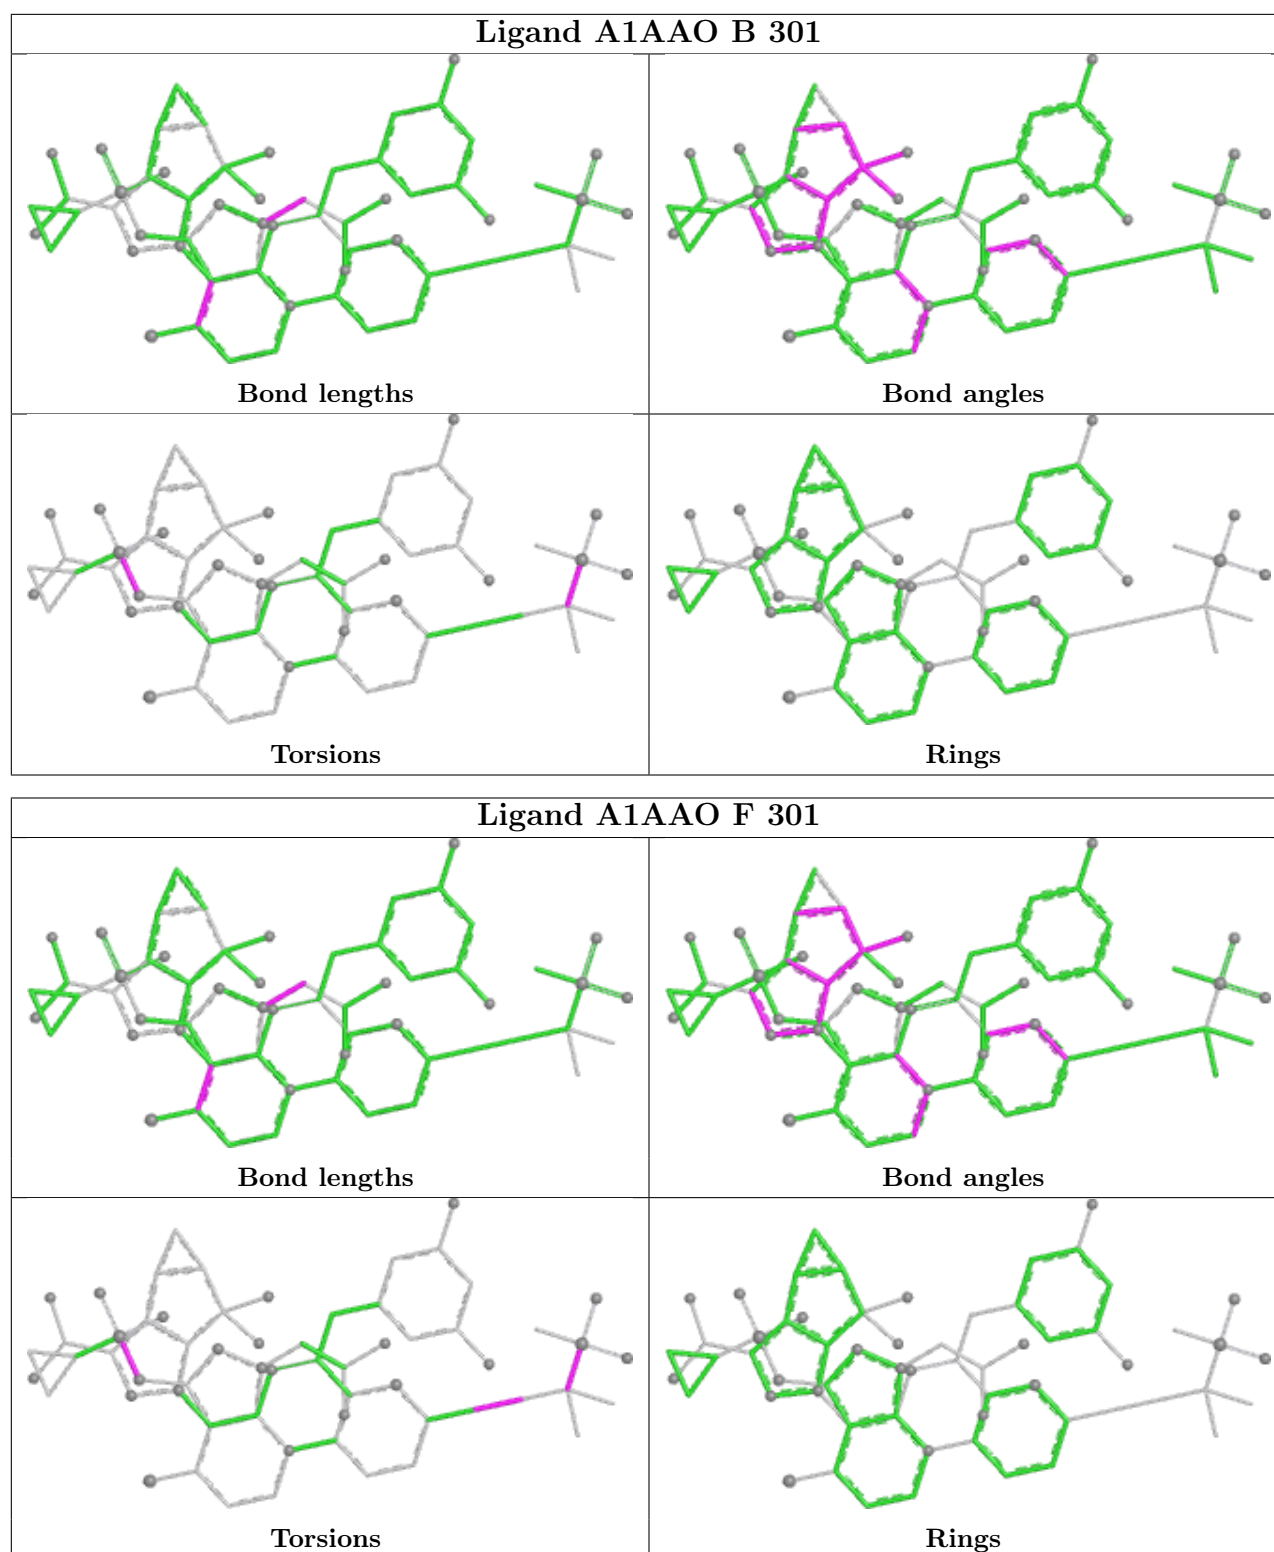 Ligand A1AAO B 301
Bond lengths
Bond angles
Torsions
Rings
Ligand A1AAO F 301
Bond lengths
Bond angles
Torsions
Rings